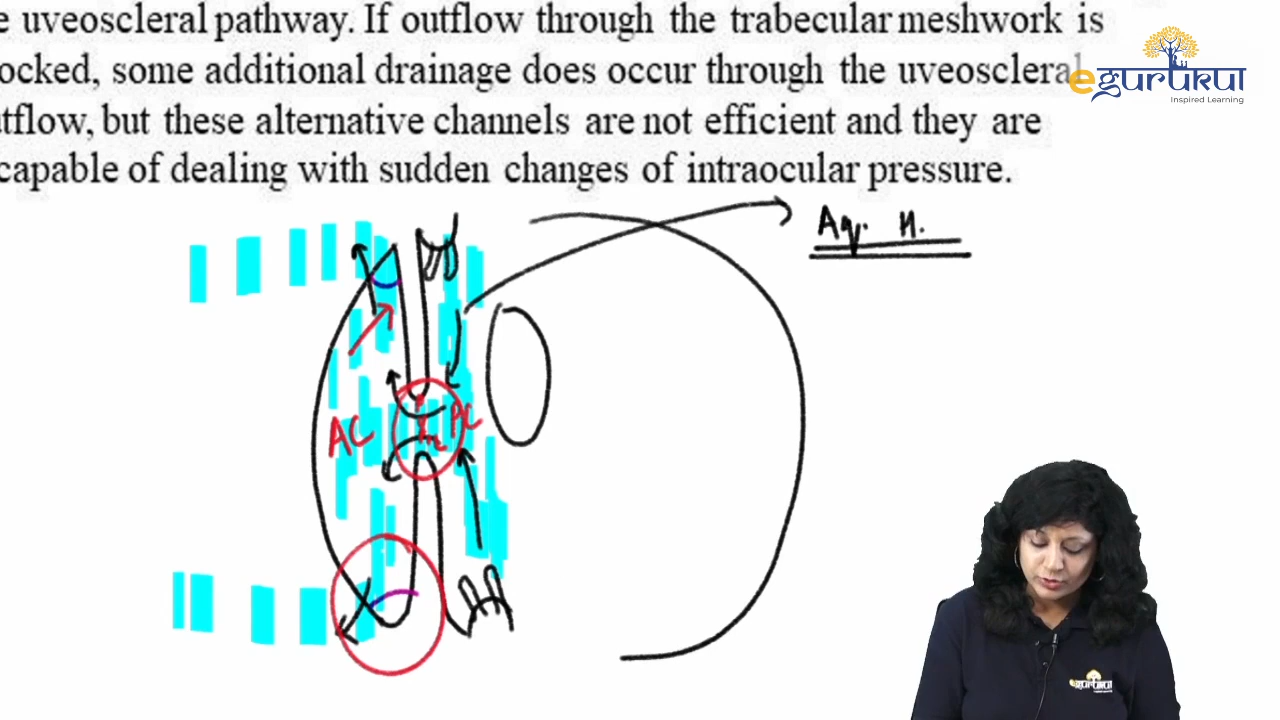 e uveoscleral pathway. If outflow through the trabecular meshwork is
ocked, some additional drainage does occur through the uveoscleral
tflow, but these alternative channels are not efficient and they are
capable of dealing with sudden changes of intraocular pressure.
eGurukul
Inspired Learning
Aq. H.
AC
PC
eGurukul